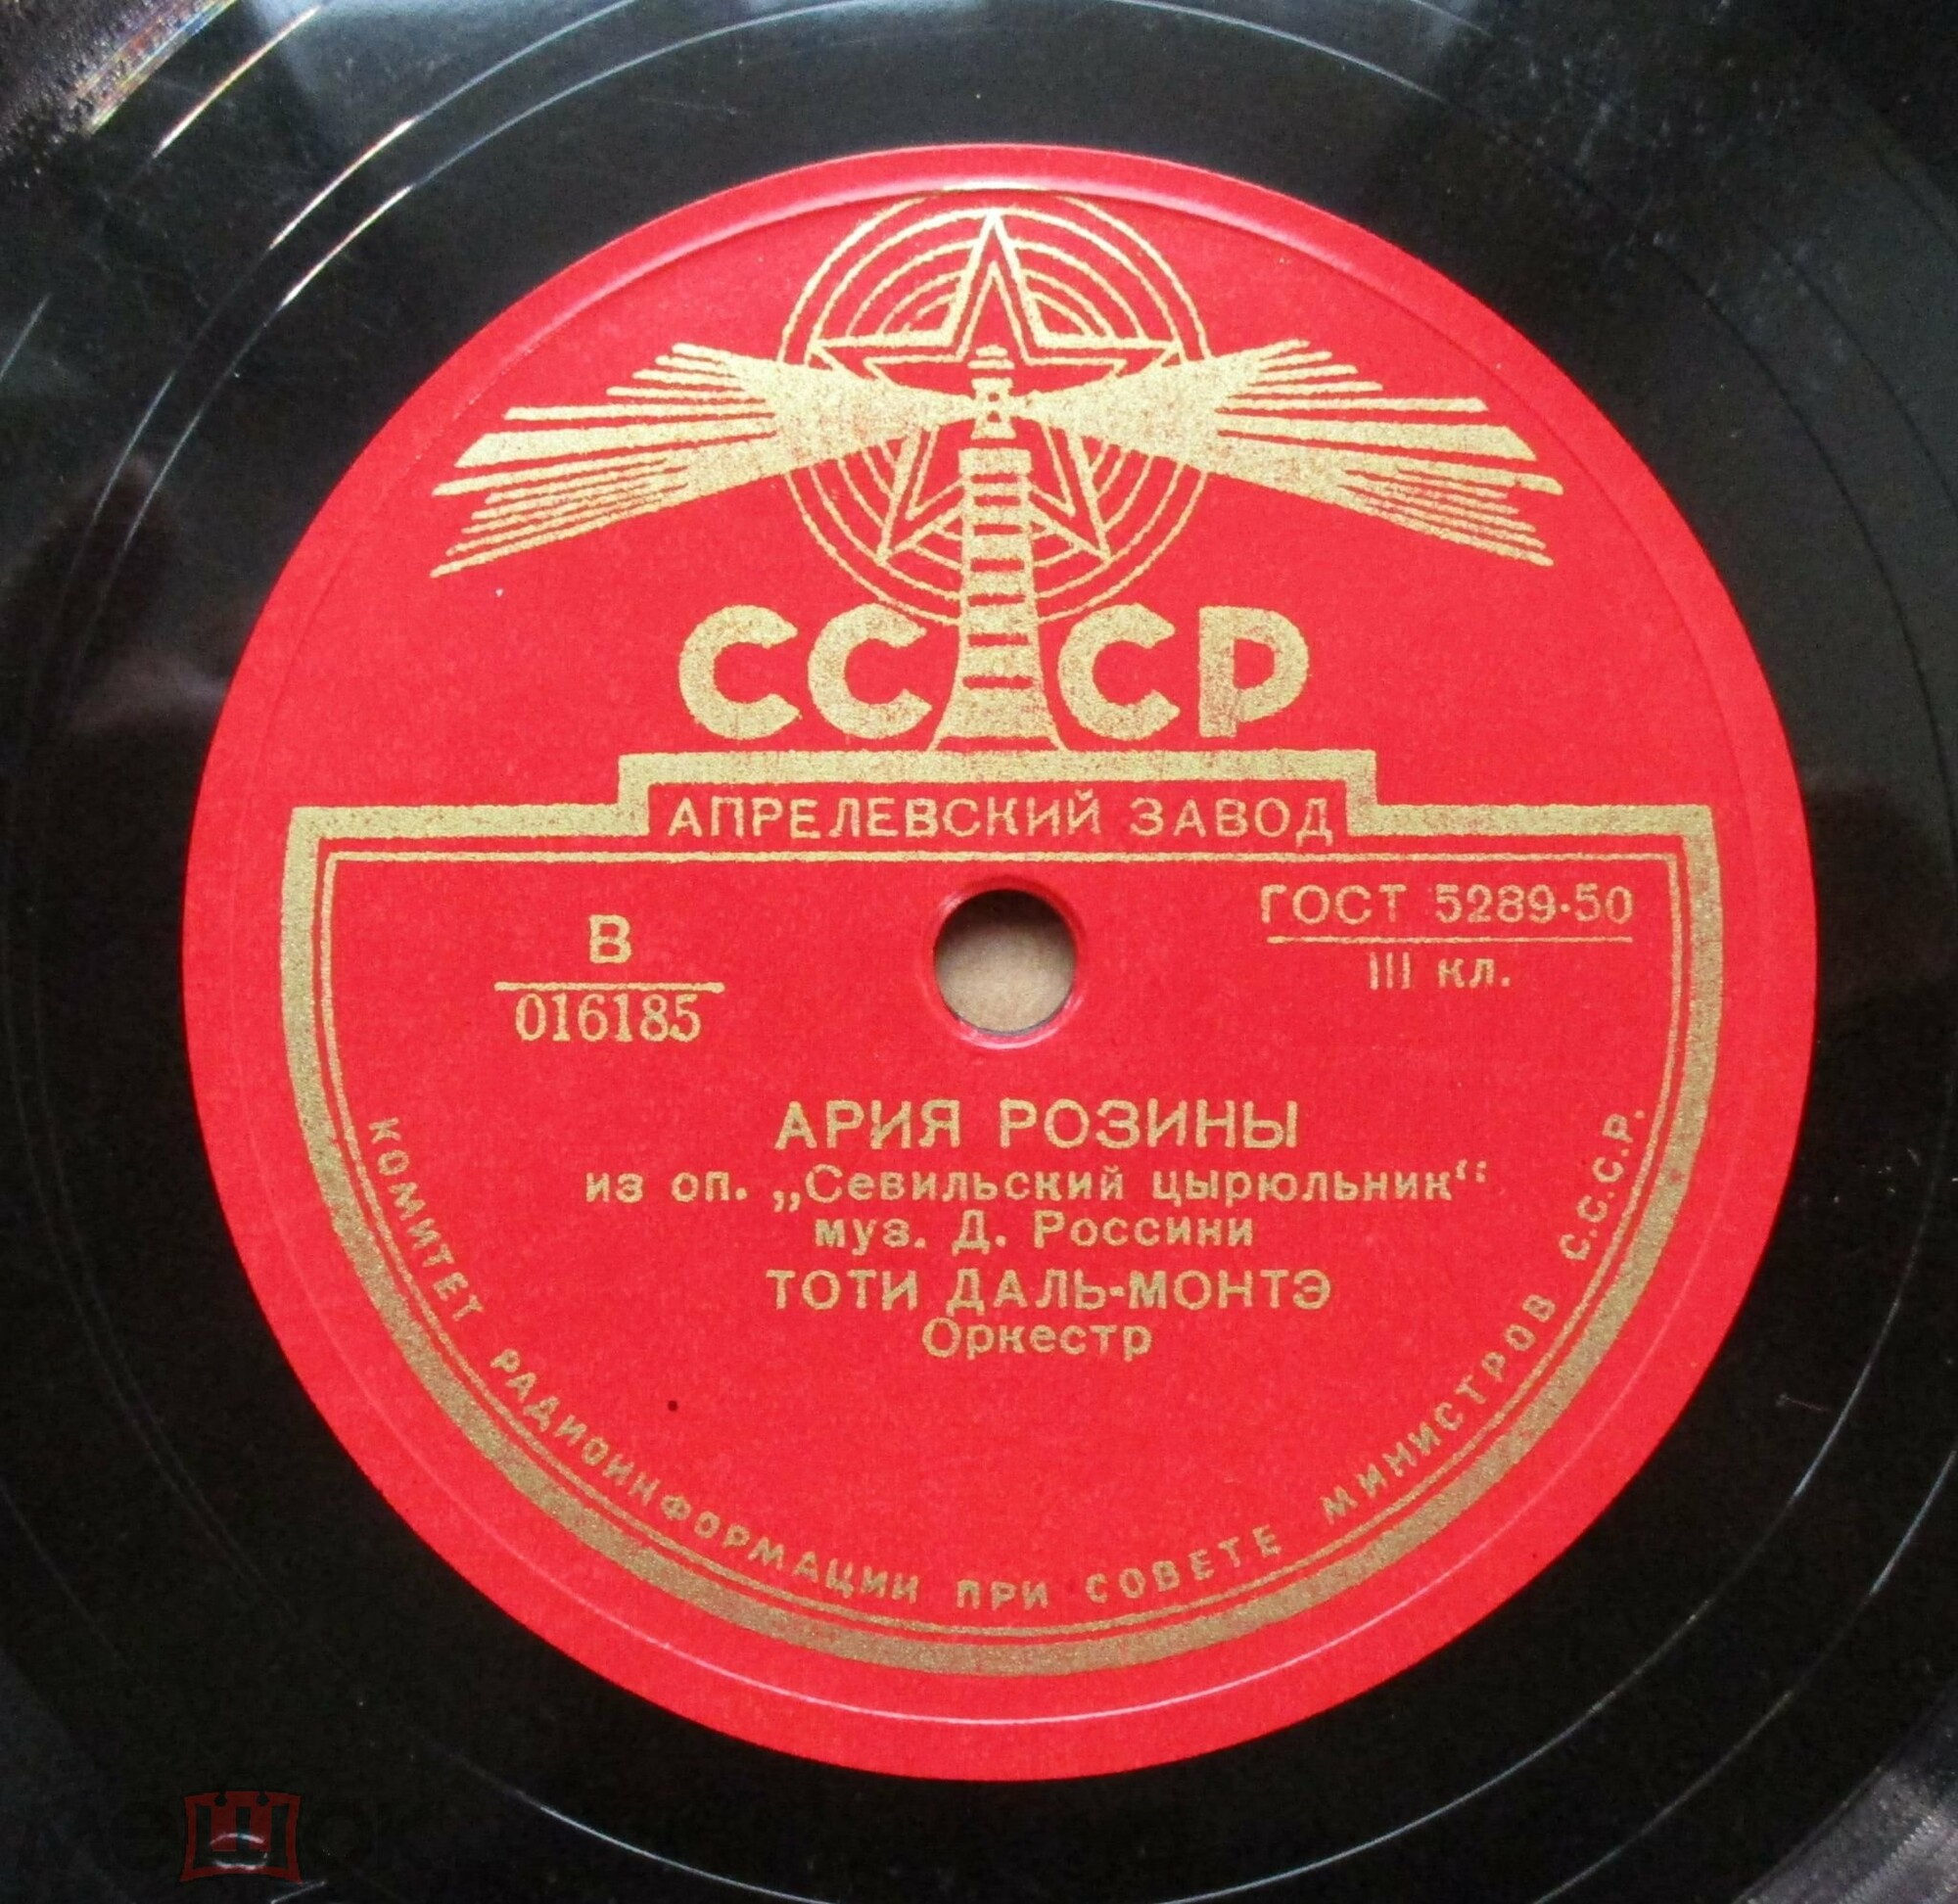 СССР
АПРЕЛЕВСКИЙ ЗАВОД
В
016185
ГОСТ 5289·50
III кл.
АРИЯ РОЗИНЫ
из оп. „Севильский цырюльник“
муз. Д. Россини
ТОТИ ДАЛЬ-МОНТЭ
Оркестр
КОМИТЕТ РАДИОИНФОРМАЦИИ ПРИ СОВЕТЕ МИНИСТРОВ С.С.С.Р.